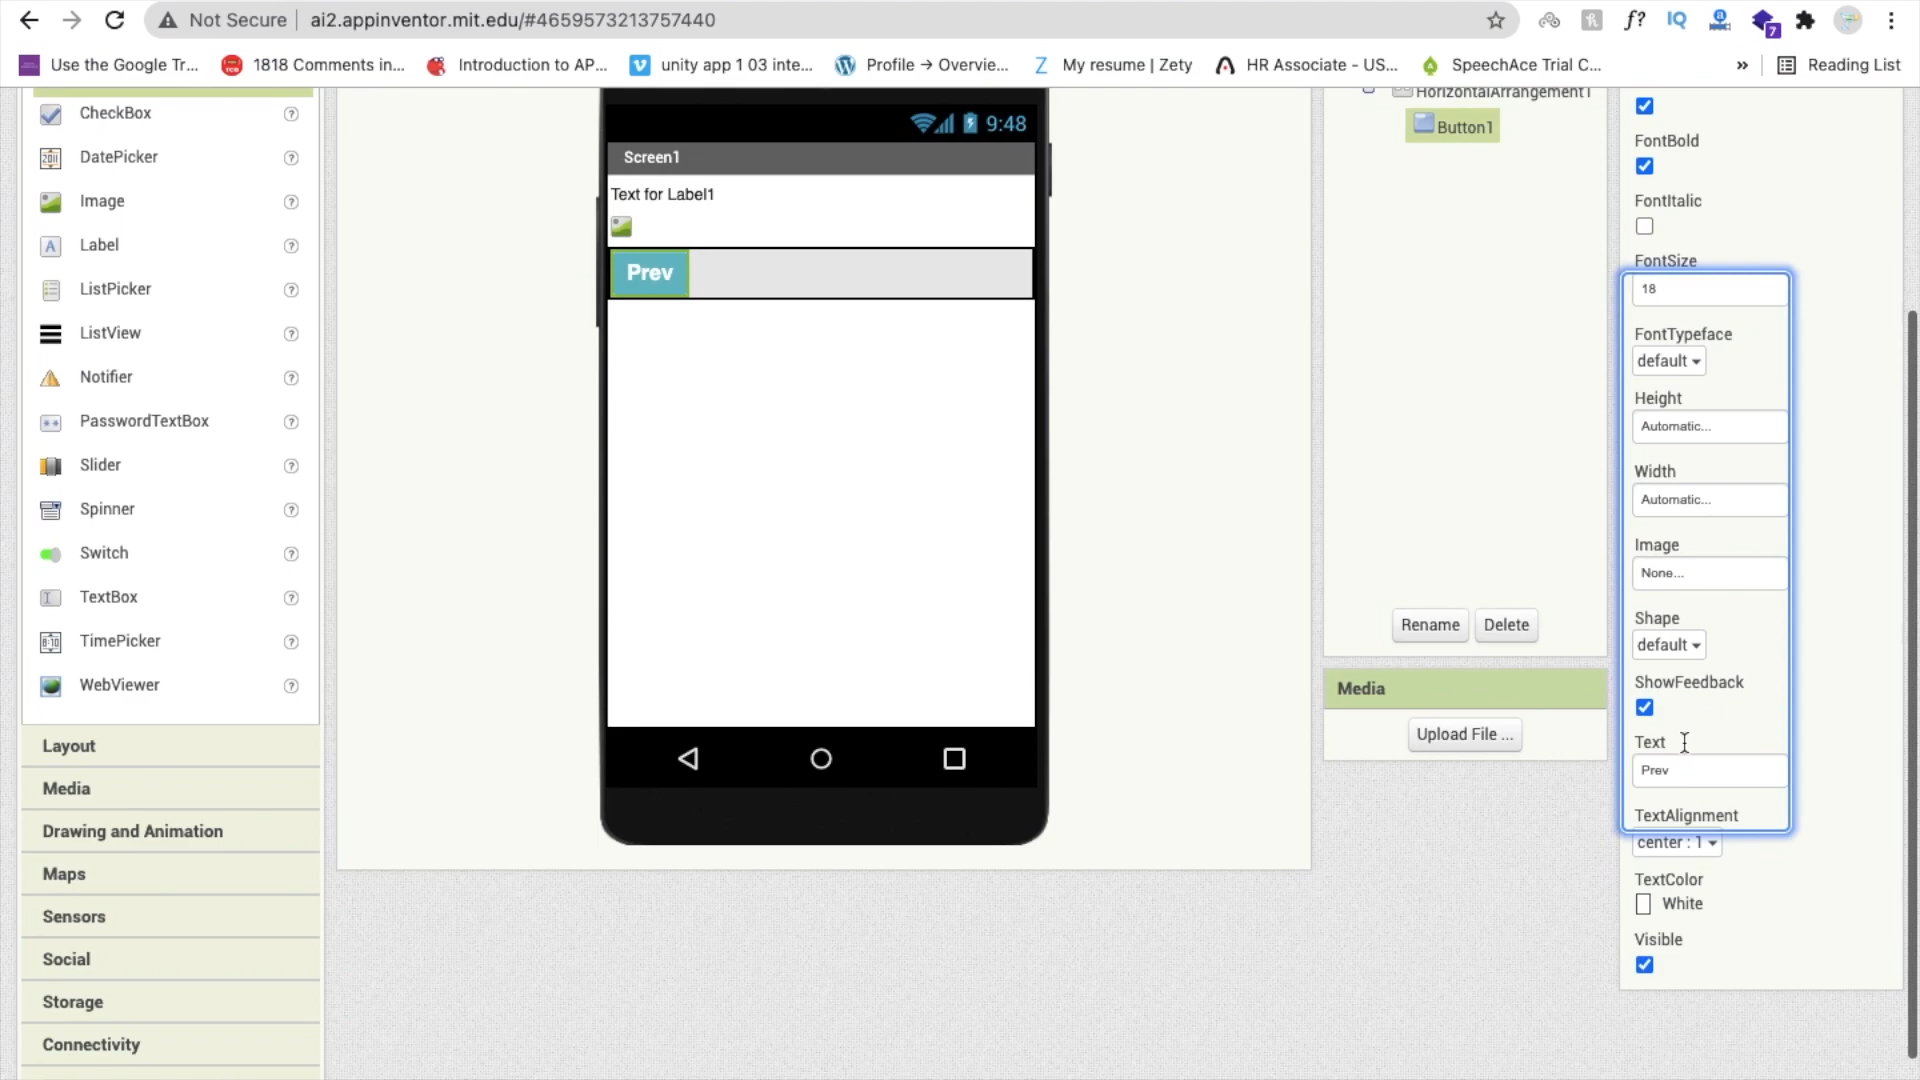 Not Secure
ai2.appinventor.mit.edu/#4659573213757440
f?
IQ
7
Use the Google Tr...
1818 Comments in...
Introduction to AP...
unity app 1 03 inte...
Profile → Overvie...
Z My resume | Zety
HR Associate - US...
SpeechAce Trial C...
»
Reading List
CheckBox
DatePicker
Image
Label
ListPicker
ListView
Notifier
PasswordTextBox
Slider
Spinner
Switch
TextBox
TimePicker
WebViewer
Layout
Media
Drawing and Animation
Maps
Sensors
Social
Storage
Connectivity
9:48
Screen1
Text for Label1
Prev
HorizontalArrangement1
Button1
Rename
Delete
Media
Upload File ...
FontBold
FontItalic
FontSize
18
FontTypeface
default
Height
Automatic...
Width
Automatic...
Image
None...
Shape
default
ShowFeedback
Text
Prev
TextAlignment
center : 1
TextColor
White
Visible